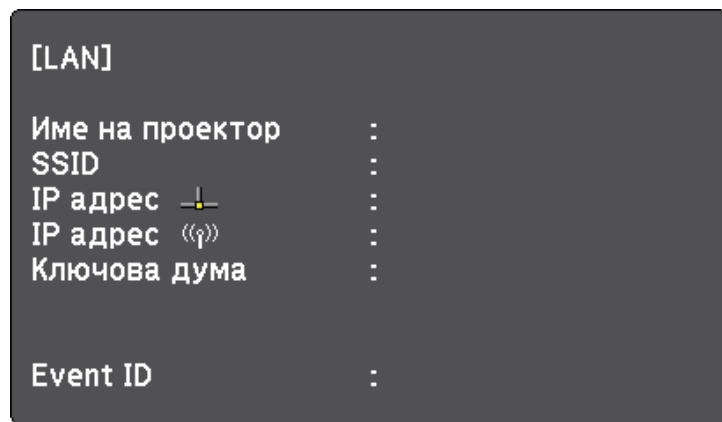 [LAN]
Име на проектор :
SSID :
IP адрес :
IP адрес :
Ключова дума :
Event ID :